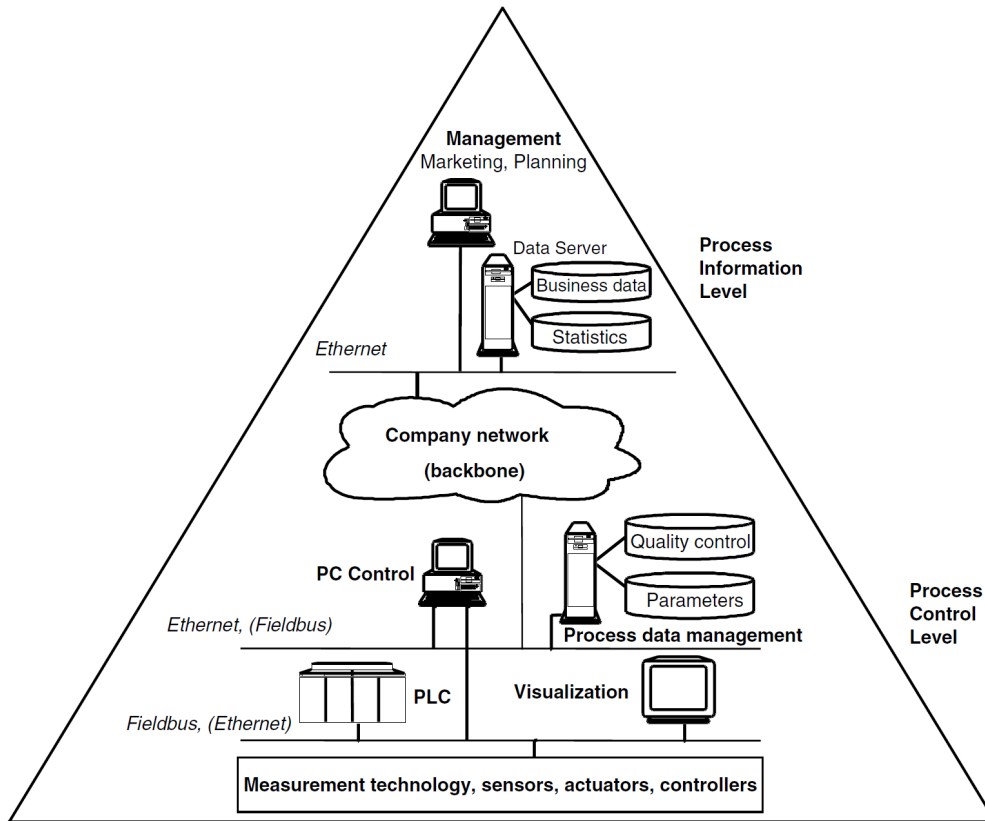 Management
Marketing, Planning
Data Server
Business data
Statistics
Process
Information
Level
Ethernet
Company network
(backbone)
PC Control
Quality control
Parameters
Process
Control
Level
Ethernet, (Fieldbus)
Process data management
PLC
Visualization
Fieldbus, (Ethernet)
Measurement technology, sensors, actuators, controllers